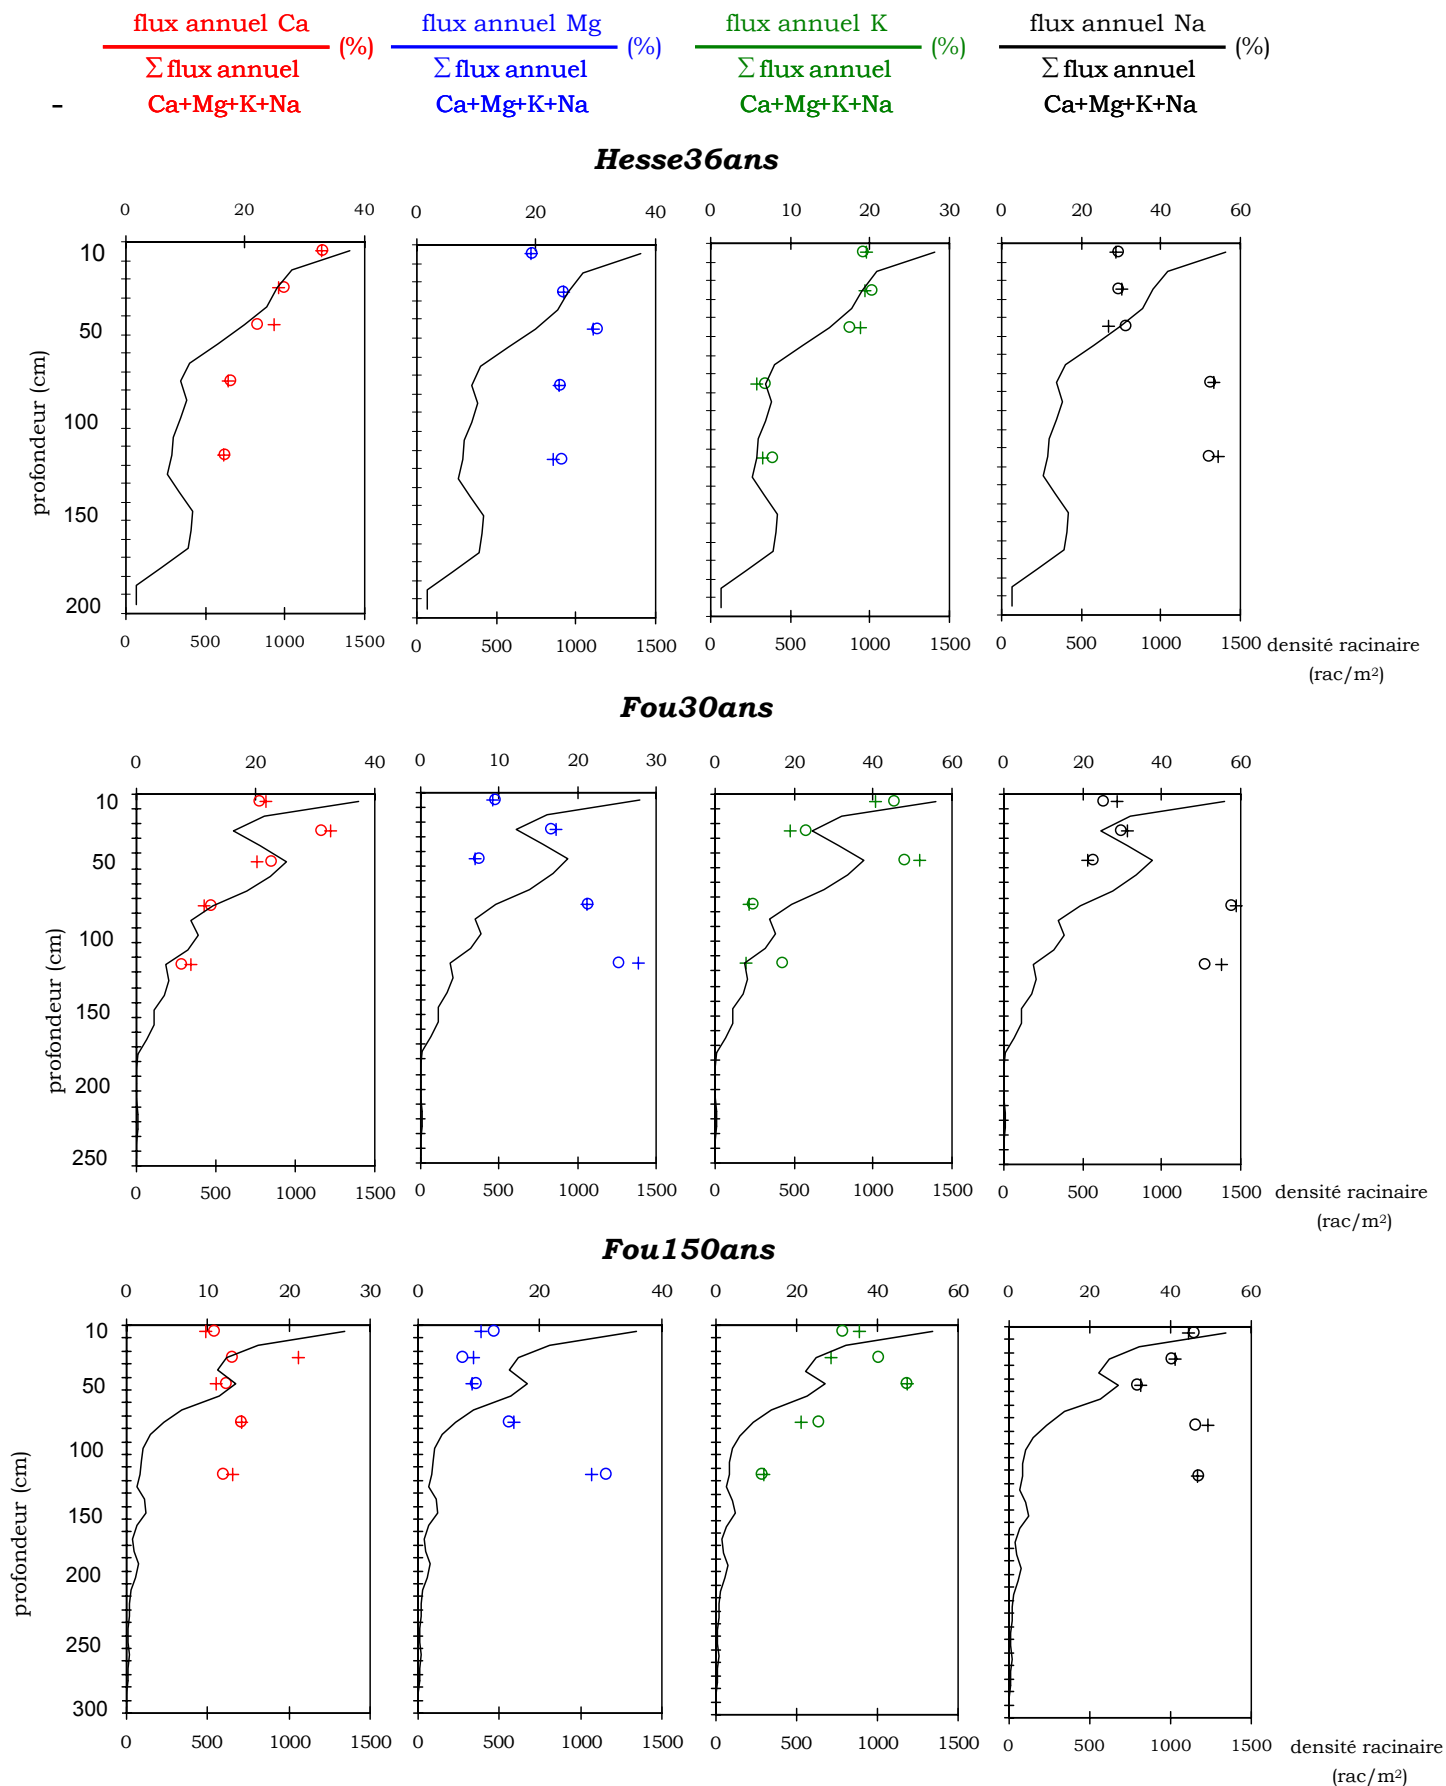 flux annuel Ca (%) flux annuel Mg (%) flux annuel K (%) flux annuel Na (%)
Σ flux annuel Σ flux annuel Σ flux annuel Σ flux annuel
- Ca+Mg+K+Na Ca+Mg+K+Na Ca+Mg+K+Na Ca+Mg+K+Na
Hesse36ans
0 20 40 0 20 40 0 10 20 30 0 20 40 60
10
50
100
150
200
profondeur (cm)
0 500 1000 1500 0 500 1000 1500 0 500 1000 1500 0 500 1000 1500 densité racinaire
(rac/m²)
Fou30ans
0 20 40 0 10 20 30 0 20 40 60 0 20 40 60
10
50
100
150
200
250
profondeur (cm)
0 500 1000 1500 0 500 1000 1500 0 500 1000 1500 0 500 1000 1500 densité racinaire
(rac/m²)
Fou150ans
0 10 20 30 0 20 40 0 20 40 60 0 20 40 60
10
50
100
150
200
250
300
profondeur (cm)
0 500 1000 1500 0 500 1000 1500 0 500 1000 1500 0 500 1000 1500 densité racinaire
(rac/m²)